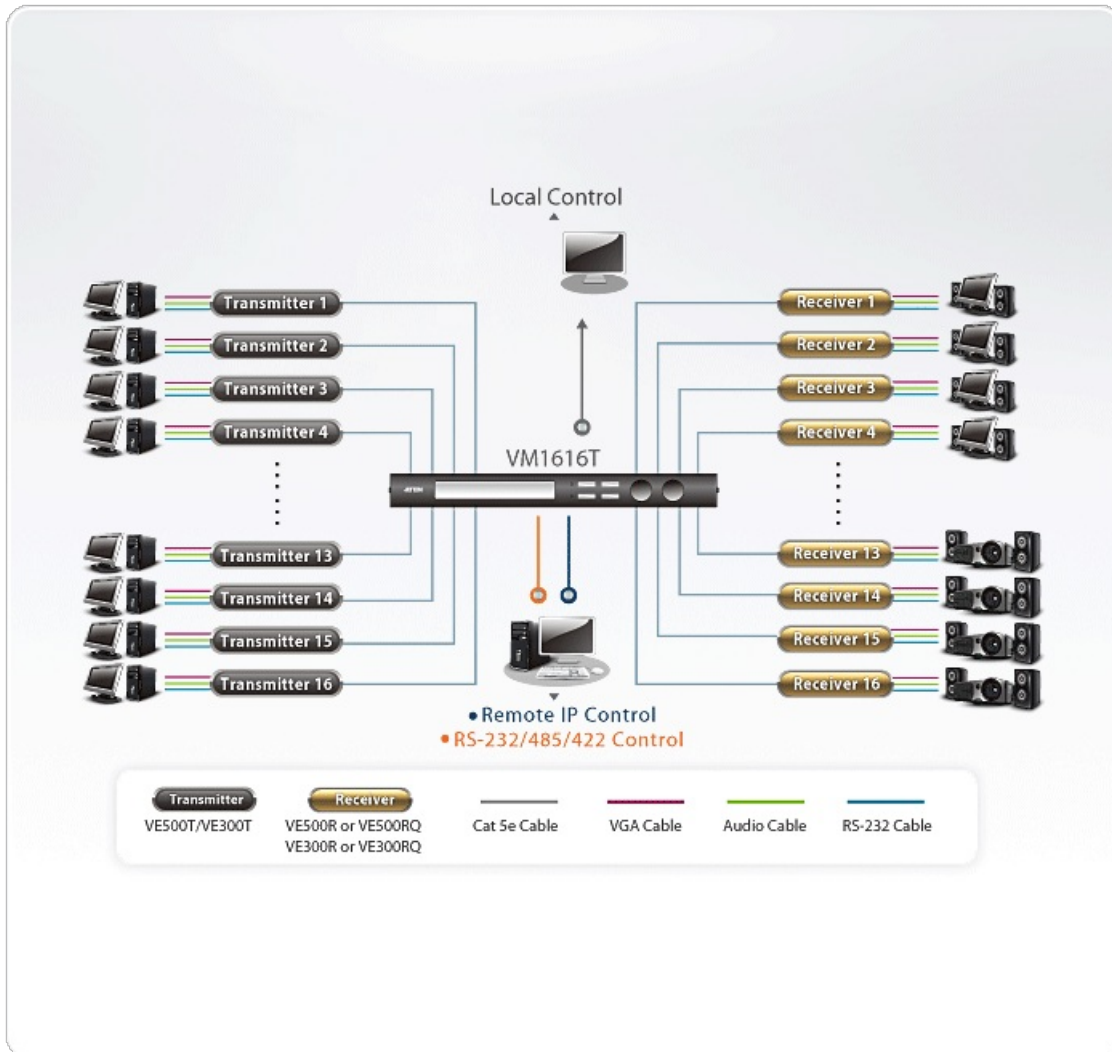 Local Control
Transmitter 1
Transmitter 2
Transmitter 3
Transmitter 4
Transmitter 13
Transmitter 14
Transmitter 15
Transmitter 16
VM1616T
ATEN
Receiver 1
Receiver 2
Receiver 3
Receiver 4
Receiver 13
Receiver 14
Receiver 15
Receiver 16
• Remote IP Control
• RS-232/485/422 Control
Transmitter
VE500T/VE300T
Receiver
VE500R or VE500RQ
VE300R or VE300RQ
Cat 5e Cable
VGA Cable
Audio Cable
RS-232 Cable